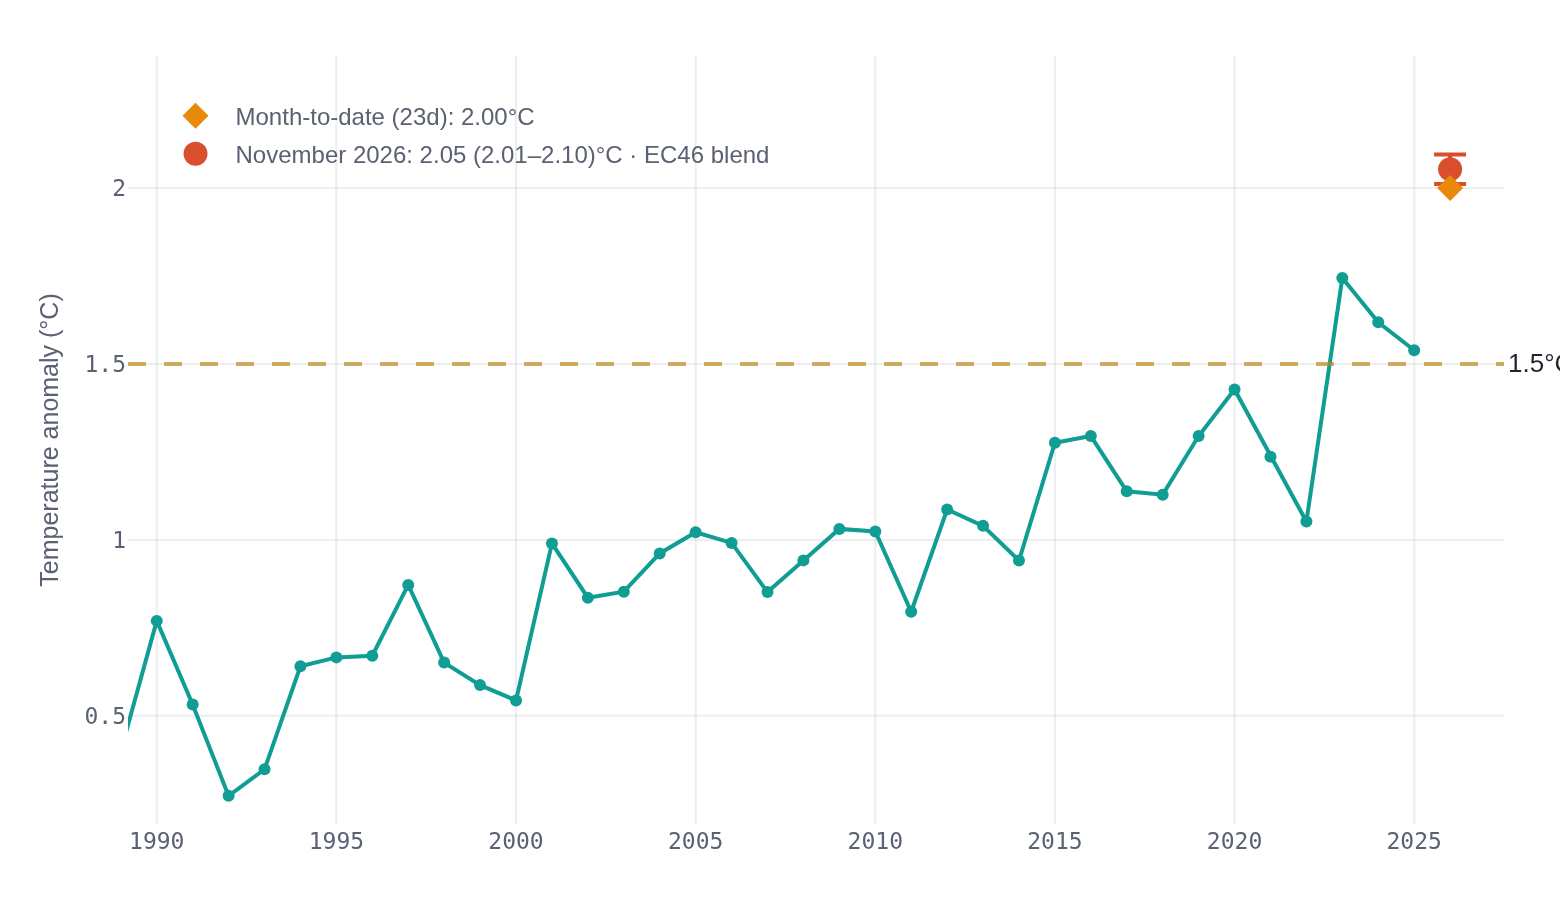 Month-to-date (23d): 2.00°C
November 2026: 2.05 (2.01–2.10)°C · EC46 blend
Temperature anomaly (°C)
2
1.5
1
0.5
1.5°C
1990 1995 2000 2005 2010 2015 2020 2025